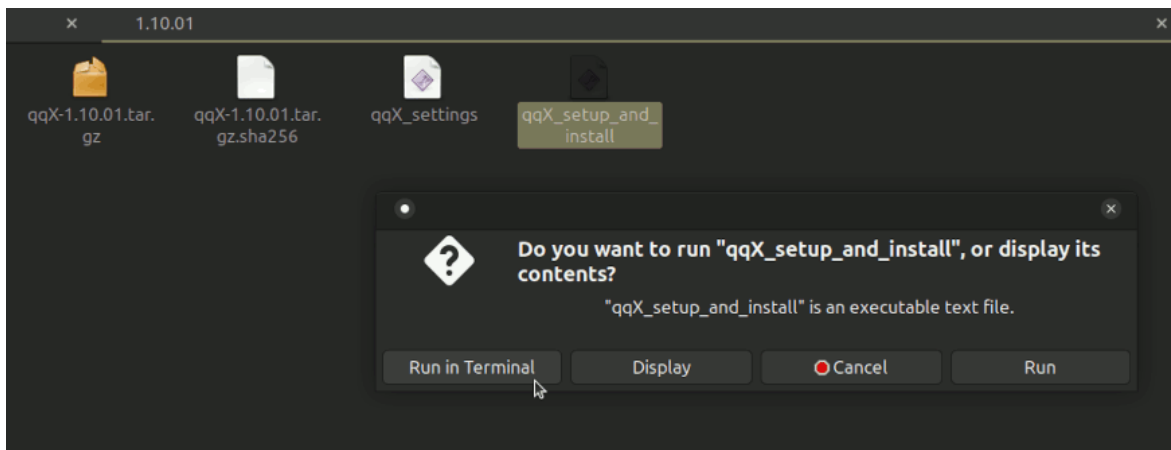 1.10.01
qqX-1.10.01.tar.
gz
qqX-1.10.01.tar.
gz.sha256
qqX_settings
qqX_setup_and_
install
Do you want to run "qqX_setup_and_install", or display its
contents?
"qqX_setup_and_install" is an executable text file.
Run in Terminal
Display
Cancel
Run